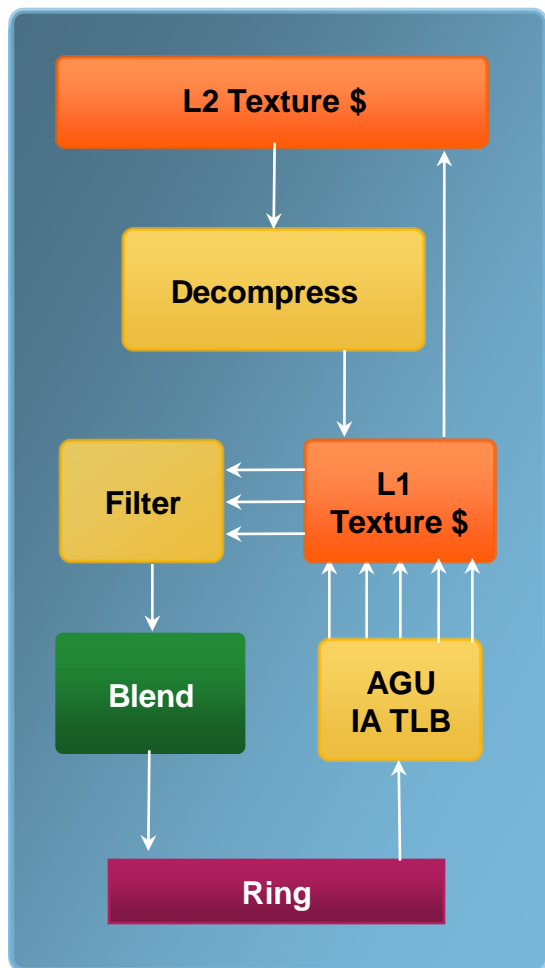 L2 Texture $
Decompress
Filter
L1
Texture $
Blend
AGU
IA TLB
Ring